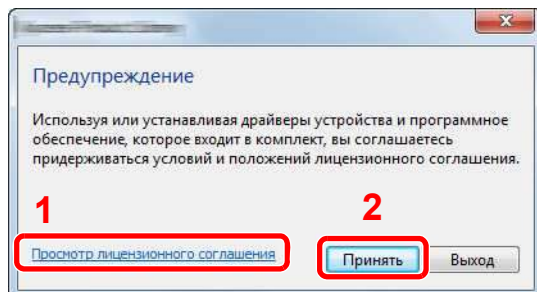 Предупреждение
Используя или устанавливая драйверы устройства и программное
обеспечение, которое входит в комплект, вы соглашаетесь
придерживаться условий и положений лицензионного соглашения.
1
2
Просмотр лицензионного соглашения
Принять
Выход